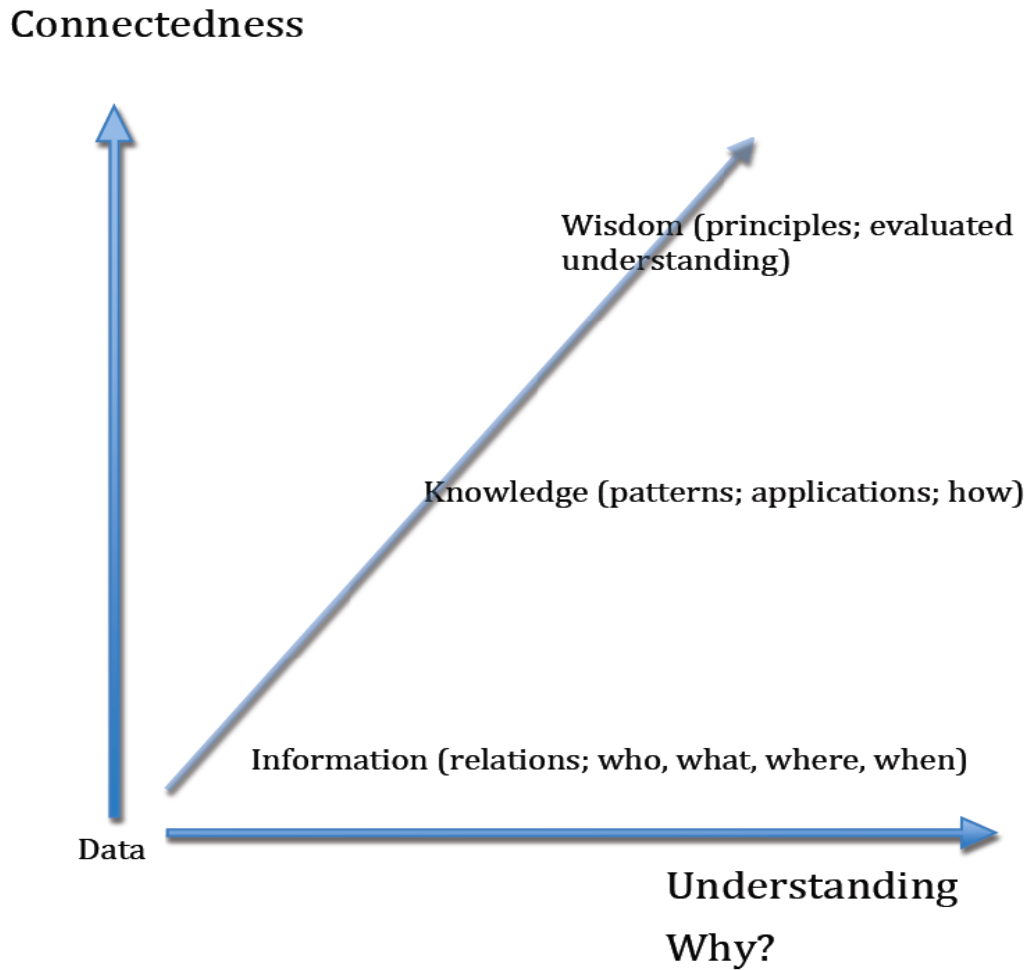 Connectedness
Wisdom (principles; evaluated
understanding)
Knowledge (patterns; applications; how)
Information (relations; who, what, where, when)
Data
Understanding
Why?